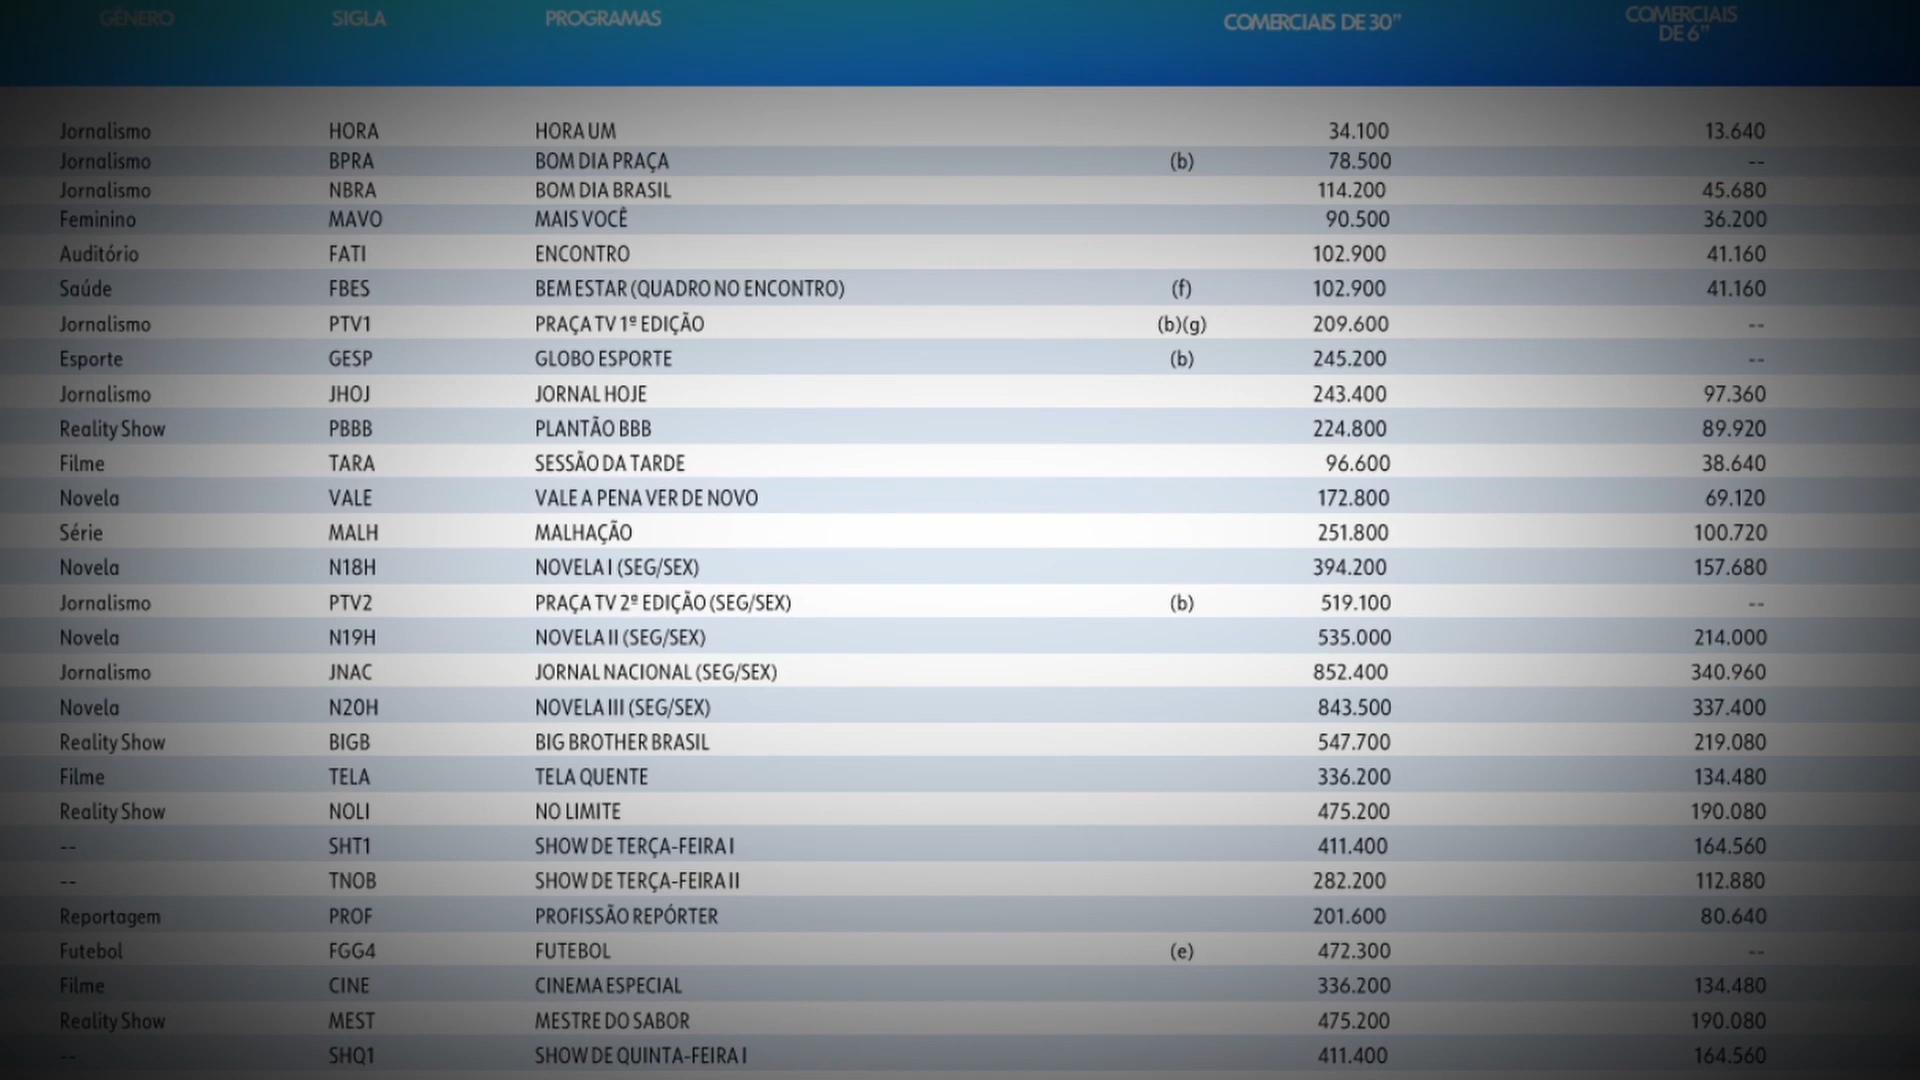 GÉNERO SIGLA PROGRAMAS COMERCIAIS DE 30” COMERCIAIS DE 6”
Jornalismo HORA HORA UM 34.100 13.640
Jornalismo BPRA BOM DIA PRAÇA (b) 78.500 --
Jornalismo NBRA BOM DIA BRASIL 114.200 45.680
Feminino MAVO MAIS VOCÊ 90.500 36.200
Auditório FATI ENCONTRO 102.900 41.160
Saúde FBES BEM ESTAR (QUADRO NO ENCONTRO) (f) 102.900 41.160
Jornalismo PTV1 PRAÇA TV 1º EDIÇÃO (b)(g) 209.600 --
Esporte GESP GLOBO ESPORTE (b) 245.200 --
Jornalismo JHOJ JORNAL HOJE 243.400 97.360
Reality Show PBBB PLANTÃO BBB 224.800 89.920
Filme TARA SESSÃO DA TARDE 96.600 38.640
Novela VALE VALE A PENA VER DE NOVO 172.800 69.120
Série MALH MALHAÇÃO 251.800 100.720
Novela N18H NOVELA I (SEG/SEX) 394.200 157.680
Jornalismo PTV2 PRAÇA TV 2º EDIÇÃO (SEG/SEX) (b) 519.100 --
Novela N19H NOVELA II (SEG/SEX) 535.000 214.000
Jornalismo JNAC JORNAL NACIONAL (SEG/SEX) 852.400 340.960
Novela N20H NOVELA III (SEG/SEX) 843.500 337.400
Reality Show BIGB BIG BROTHER BRASIL 547.700 219.080
Filme TELA TELA QUENTE 336.200 134.480
Reality Show NOLI NO LIMITE 475.200 190.080
-- SHT1 SHOW DE TERÇA-FEIRA I 411.400 164.560
-- TNOB SHOW DE TERÇA-FEIRA II 282.200 112.880
Reportagem PROF PROFISSÃO REPÓRTER 201.600 80.640
Futebol FGG4 FUTEBOL (e) 472.300 --
Filme CINE CINEMA ESPECIAL 336.200 134.480
Reality Show MEST MESTRE DO SABOR 475.200 190.080
-- SHQ1 SHOW DE QUINTA-FEIRA I 411.400 164.560